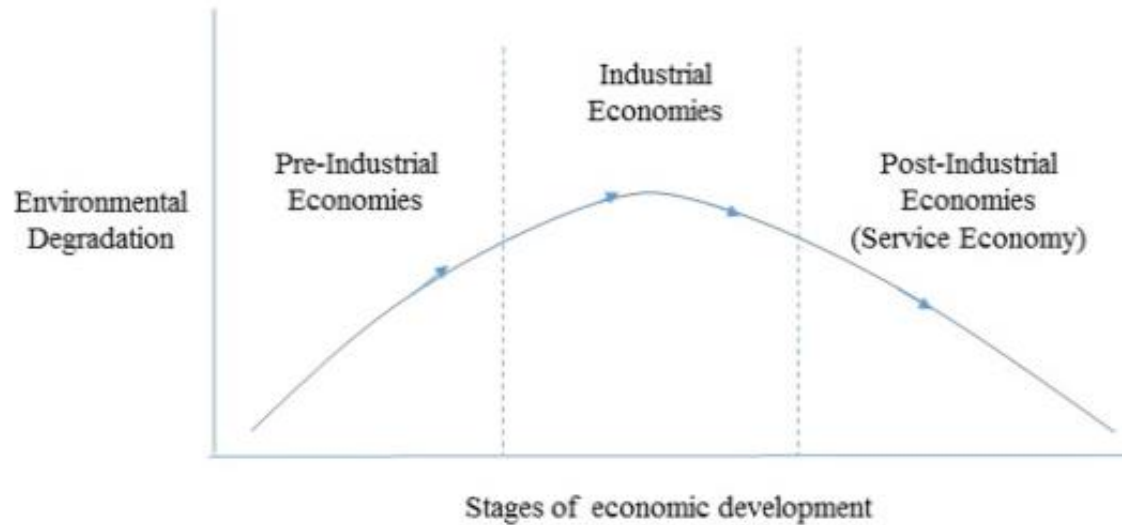 Industrial
Economies
Pre-Industrial
Economies
Post-Industrial
Economies
(Service Economy)
Environmental
Degradation
Stages of economic development